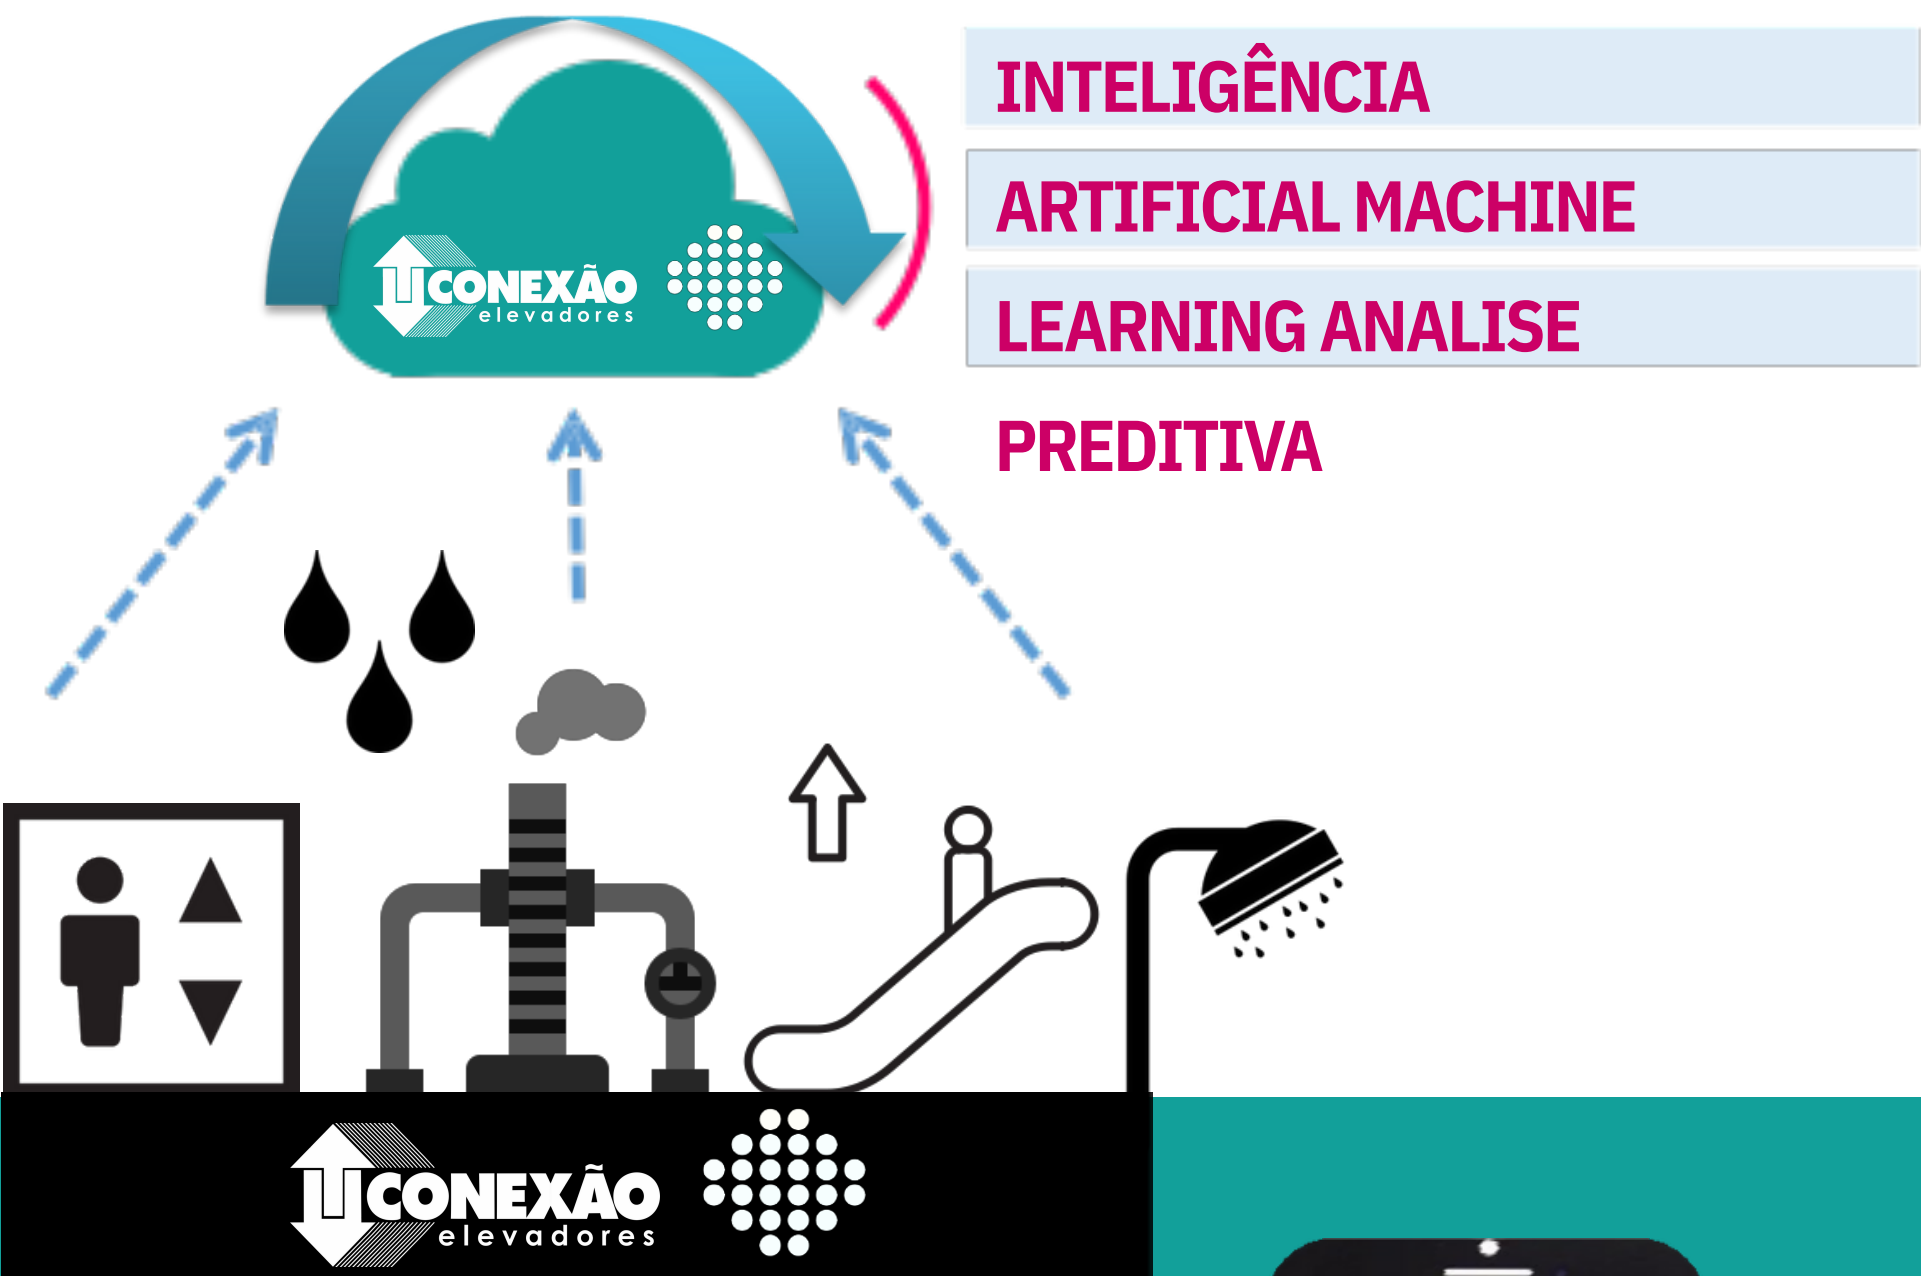 INTELIGÊNCIA
ARTIFICIAL MACHINE
LEARNING ANALISE
PREDITIVA
CONEXÃO
elevadores
CONEXÃO
elevadores